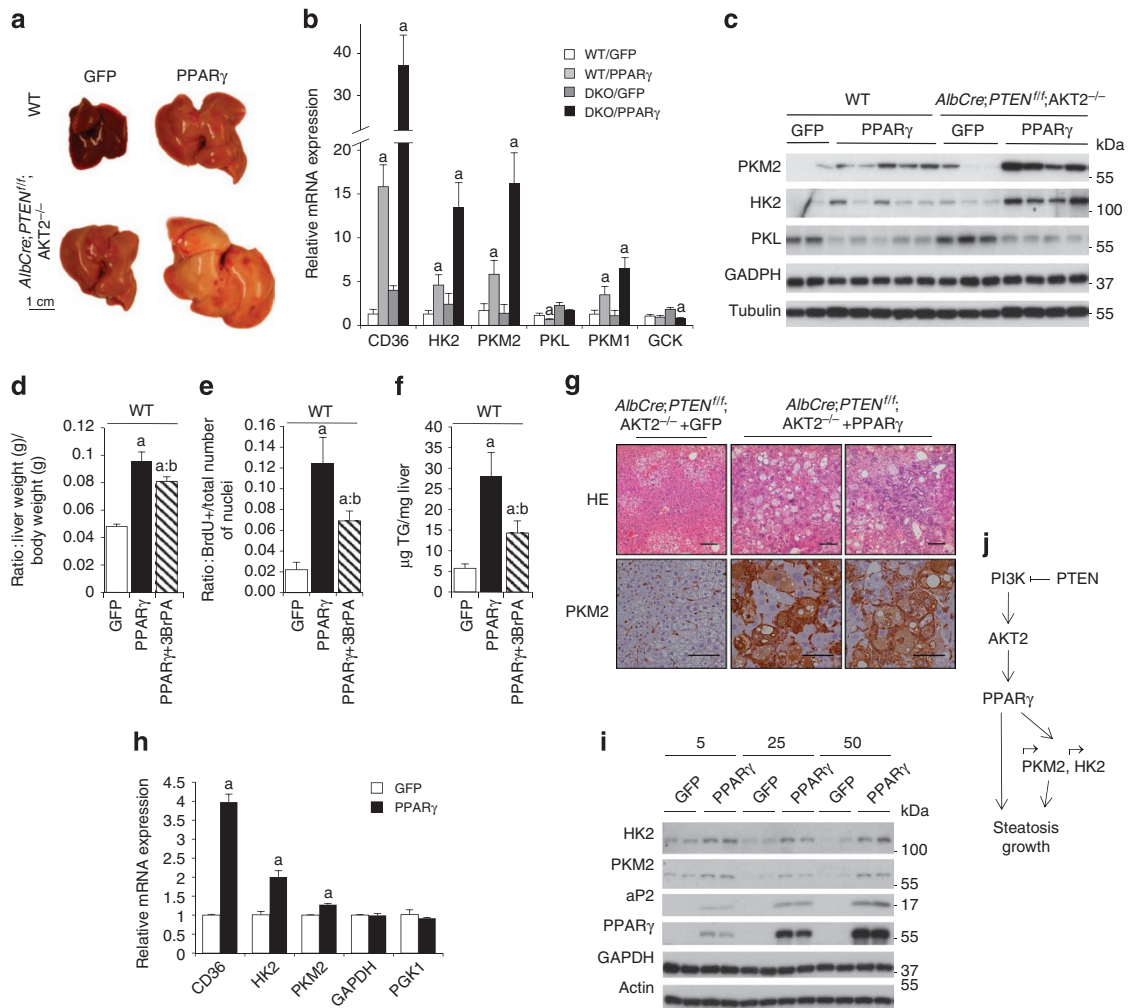 a
GFP
PPARγ
WT
AlbCre;PTENf/f;
AKT2–/–
1 cm
b
Relative mRNA expression
40
30
20
15
10
5
0
a
a
a
a
a
a
a
a
a
a
CD36
HK2
PKM2
PKL
PKM1
GCK
WT/GFP
WT/PPARγ
DKO/GFP
DKO/PPARγ
c
WT
AlbCre;PTENf/f;AKT2–/–
GFP
PPARγ
GFP
PPARγ
kDa
PKM2
55
HK2
100
PKL
55
GADPH
37
Tubulin
55
d
WT
Ratio: liver weight (g)/
body weight (g)
0.12
0.1
0.08
0.06
0.04
0.02
0
a
a:b
GFP
PPARγ
PPARγ+3BrPA
e
WT
Ratio: BrdU+/total number
of nuclei
0.16
0.14
0.12
0.10
0.08
0.06
0.04
0.02
0.00
a
a:b
GFP
PPARγ
PPARγ+3BrPA
f
WT
µg TG/mg liver
40
35
30
25
20
15
10
5
0
a
a:b
GFP
PPARγ
PPARγ+3BrPA
g
AlbCre;PTENf/f;
AKT2–/– +GFP
AlbCre;PTENf/f;
AKT2–/– +PPARγ
HE
PKM2
h
Relative mRNA expression
4.5
4
3.5
3
2.5
2
1.5
1
0.5
0
a
a
a
CD36
HK2
PKM2
GAPDH
PGK1
GFP
PPARγ
i
5
25
50
GFP
PPARγ
GFP
PPARγ
GFP
PPARγ
kDa
HK2
100
PKM2
55
aP2
17
PPARγ
55
GAPDH
37
Actin
55
j
PI3K
PTEN
AKT2
PPARγ
PKM2, HK2
Steatosis
growth